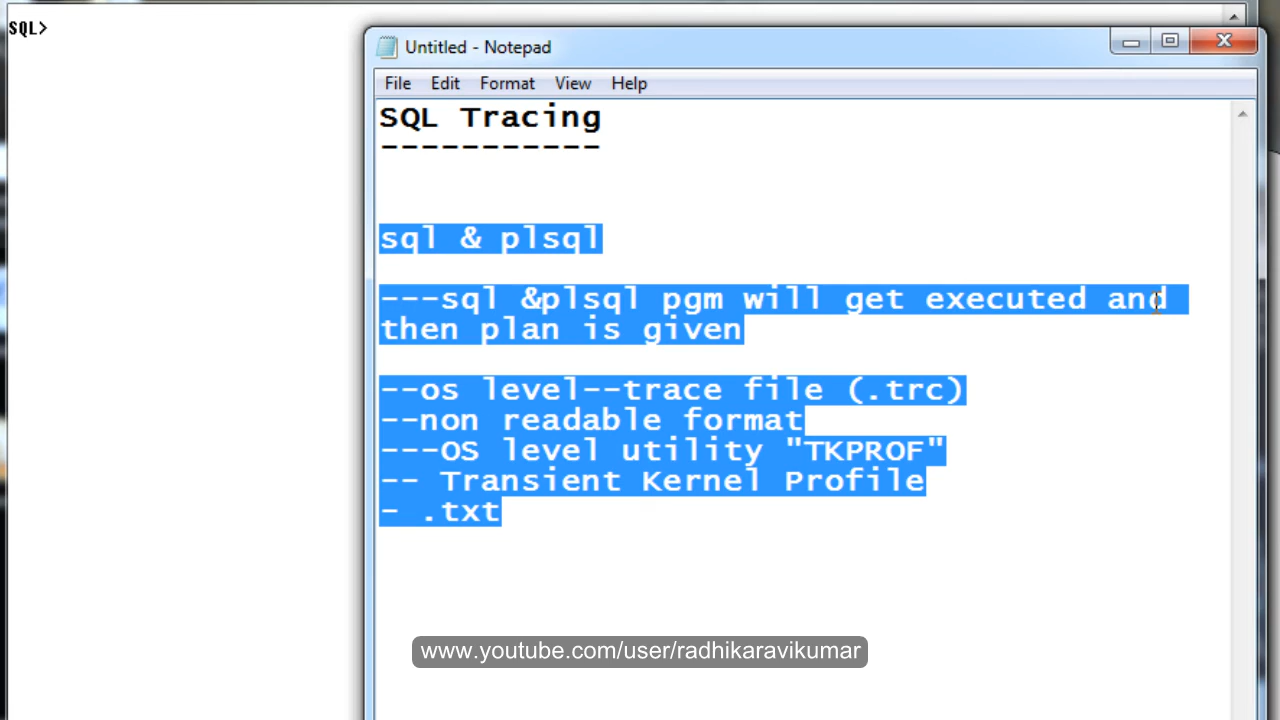 SQL>
Untitled - Notepad
File Edit Format View Help
SQL Tracing
-----------
sql & plsql
---sql &plsql pgm will get executed and
then plan is given
--os level--trace file (.trc)
--non readable format
---OS level utility "TKPROF"
-- Transient Kernel Profile
- .txt
www.youtube.com/user/radhikaravikumar